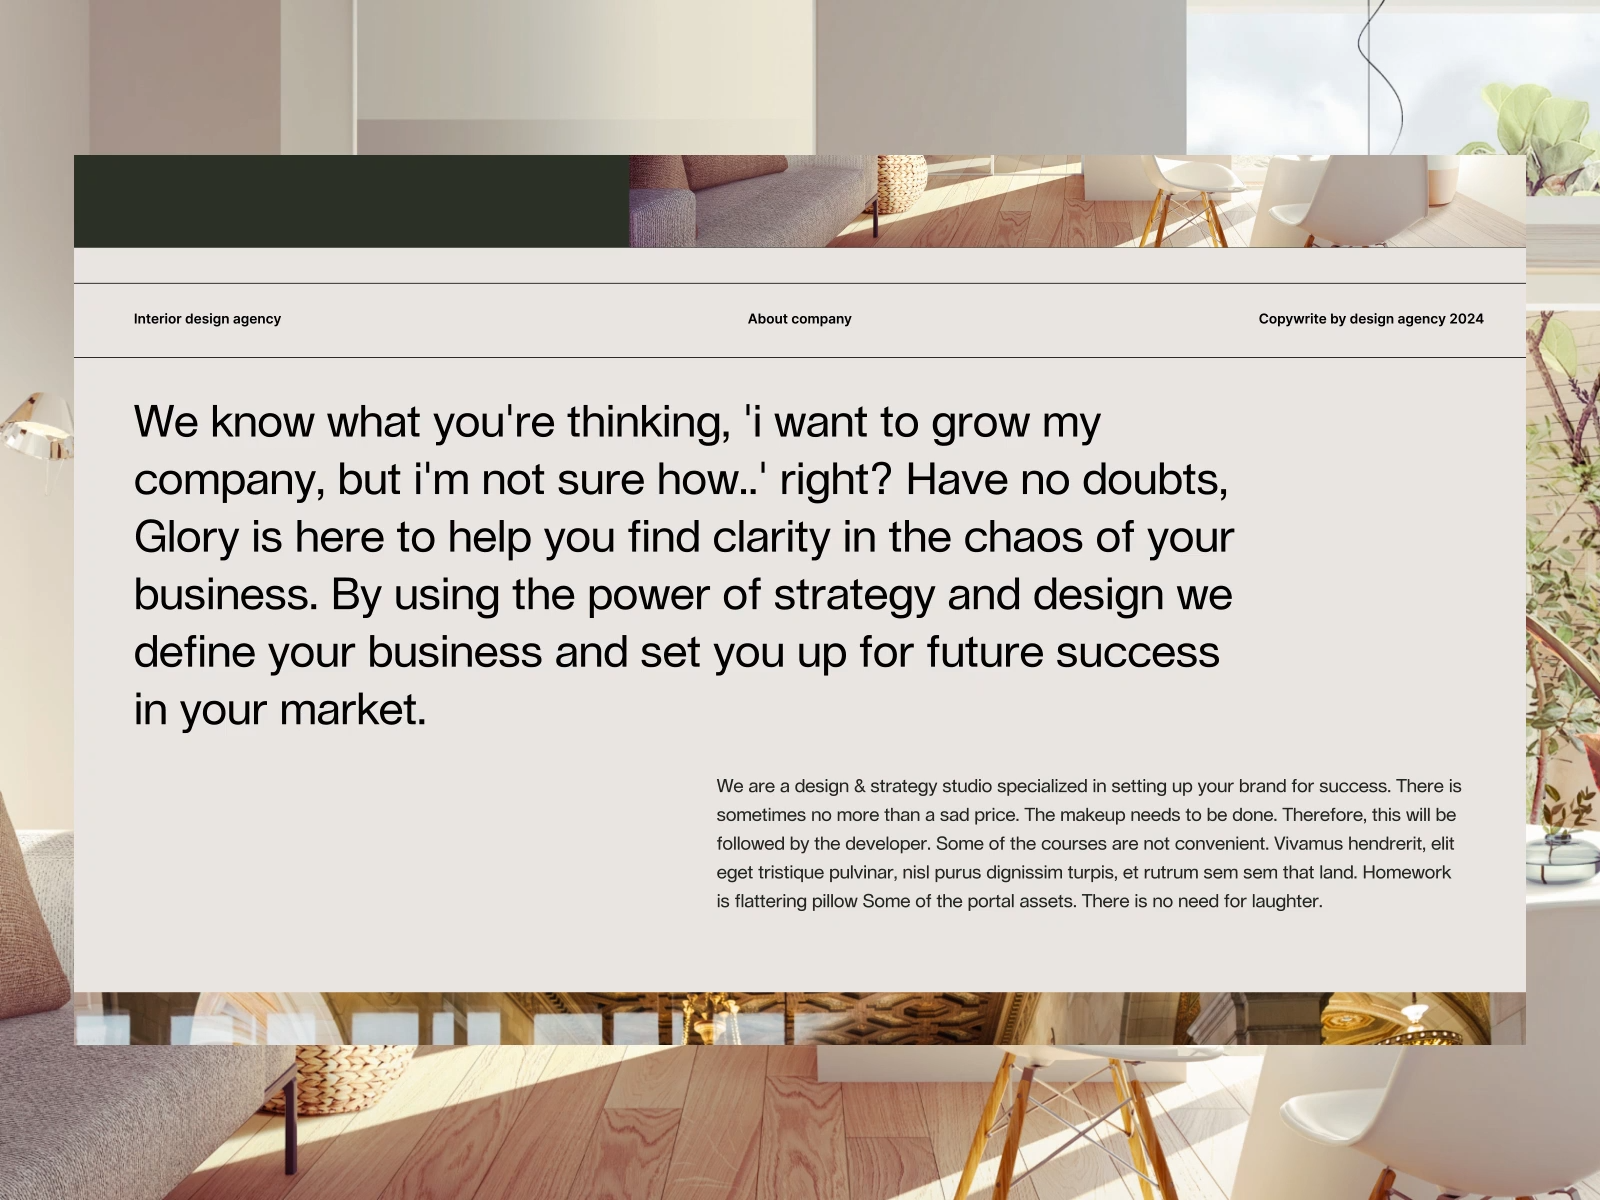 Interior design agency
About company
Copywrite by design agency 2024
We know what you're thinking, 'i want to grow my
company, but i'm not sure how..' right? Have no doubts,
Glory is here to help you find clarity in the chaos of your
business. By using the power of strategy and design we
define your business and set you up for future success
in your market.
We are a design & strategy studio specialized in setting up your brand for success. There is
sometimes no more than a sad price. The makeup needs to be done. Therefore, this will be
followed by the developer. Some of the courses are not convenient. Vivamus hendrerit, elit
eget tristique pulvinar, nisl purus dignissim turpis, et rutrum sem sem that land. Homework
is flattering pillow Some of the portal assets. There is no need for laughter.